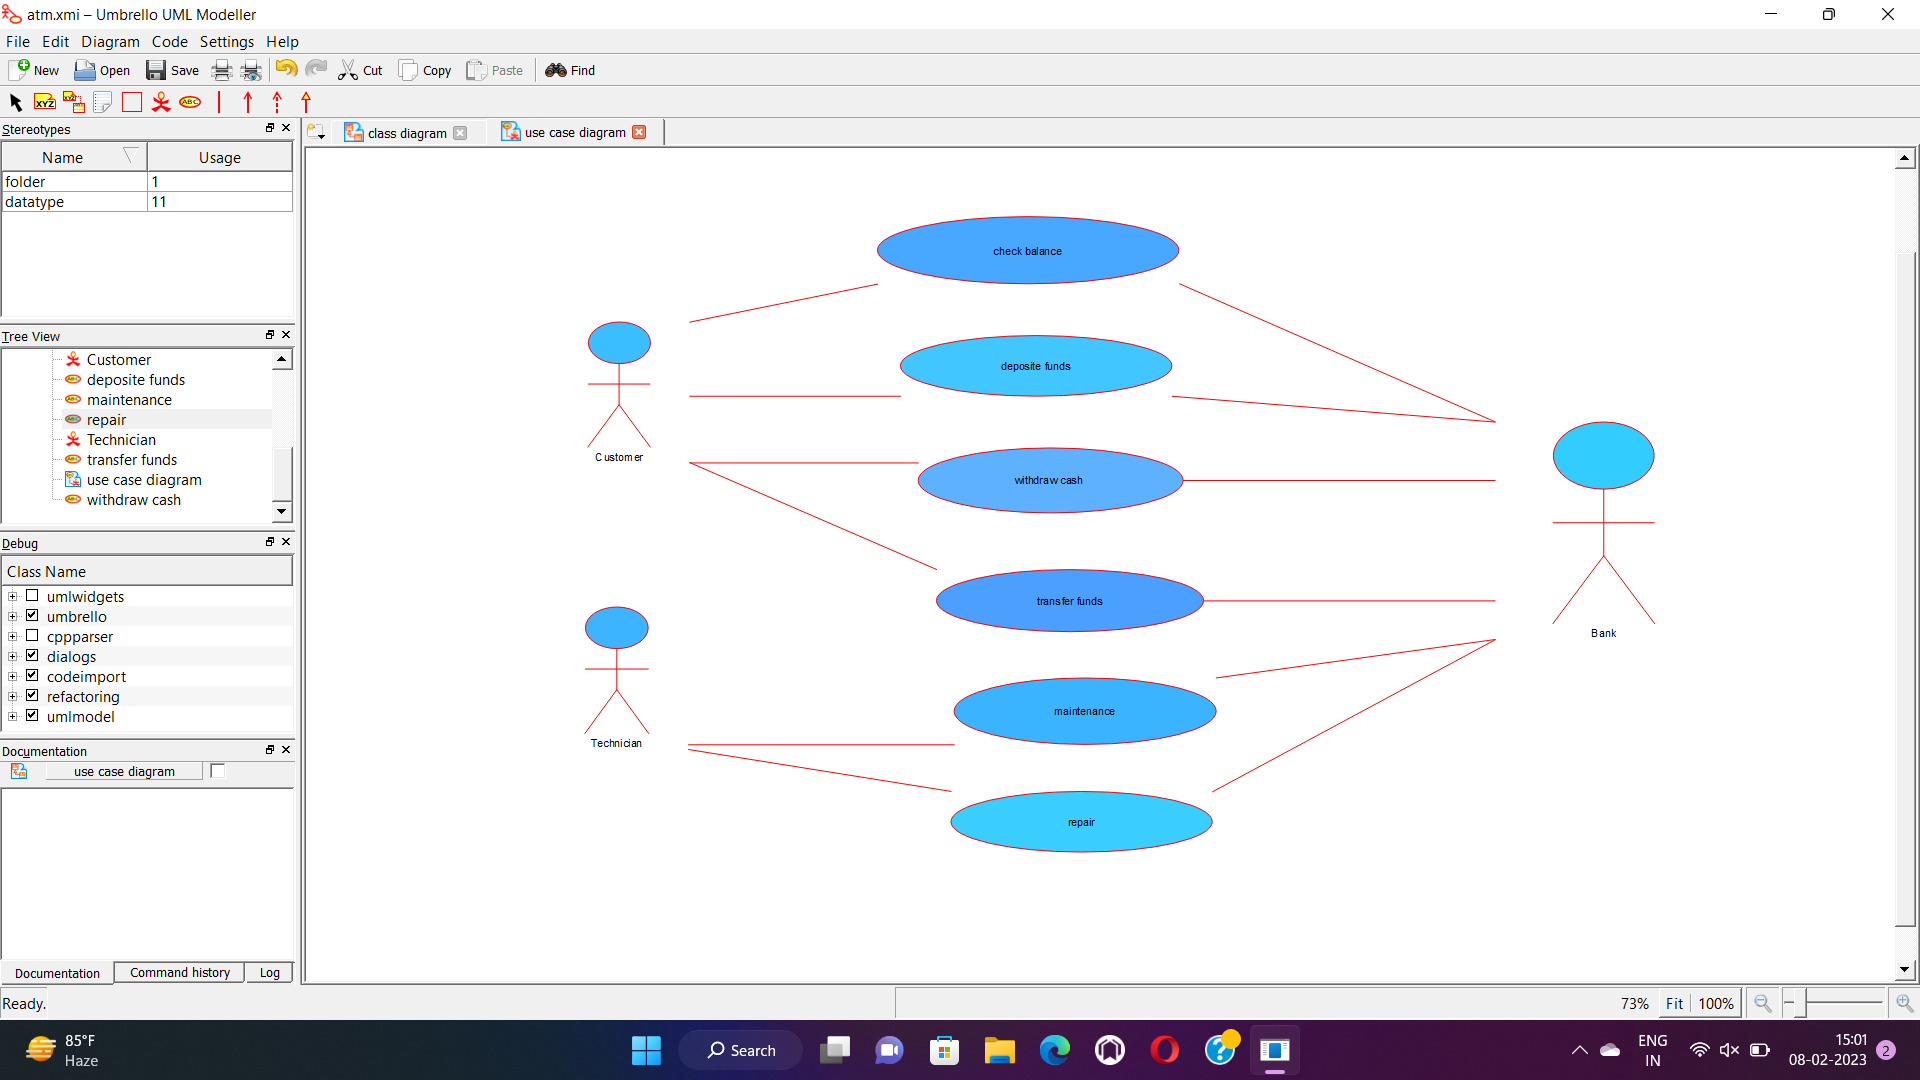 atm.xmi – Umbrello UML Modeller
File Edit Diagram Code Settings Help
New Open Save Cut Copy Paste Find
XYZ XYZ ABC
Stereotypes
Name Usage
folder 1
datatype 11
Tree View
Customer
deposite funds
maintenance
repair
Technician
transfer funds
use case diagram
withdraw cash
Debug
Class Name
umlwidgets
umbrello
cppparser
dialogs
codeimport
refactoring
umlmodel
Documentation
use case diagram
Documentation Command history Log
Ready.
class diagram use case diagram
check balance
deposite funds
Customer
withdraw cash
transfer funds
Bank
maintenance
Technician
repair
73% Fit 100%
85°F
Haze
Search
ENG
IN
15:01
08-02-2023
2